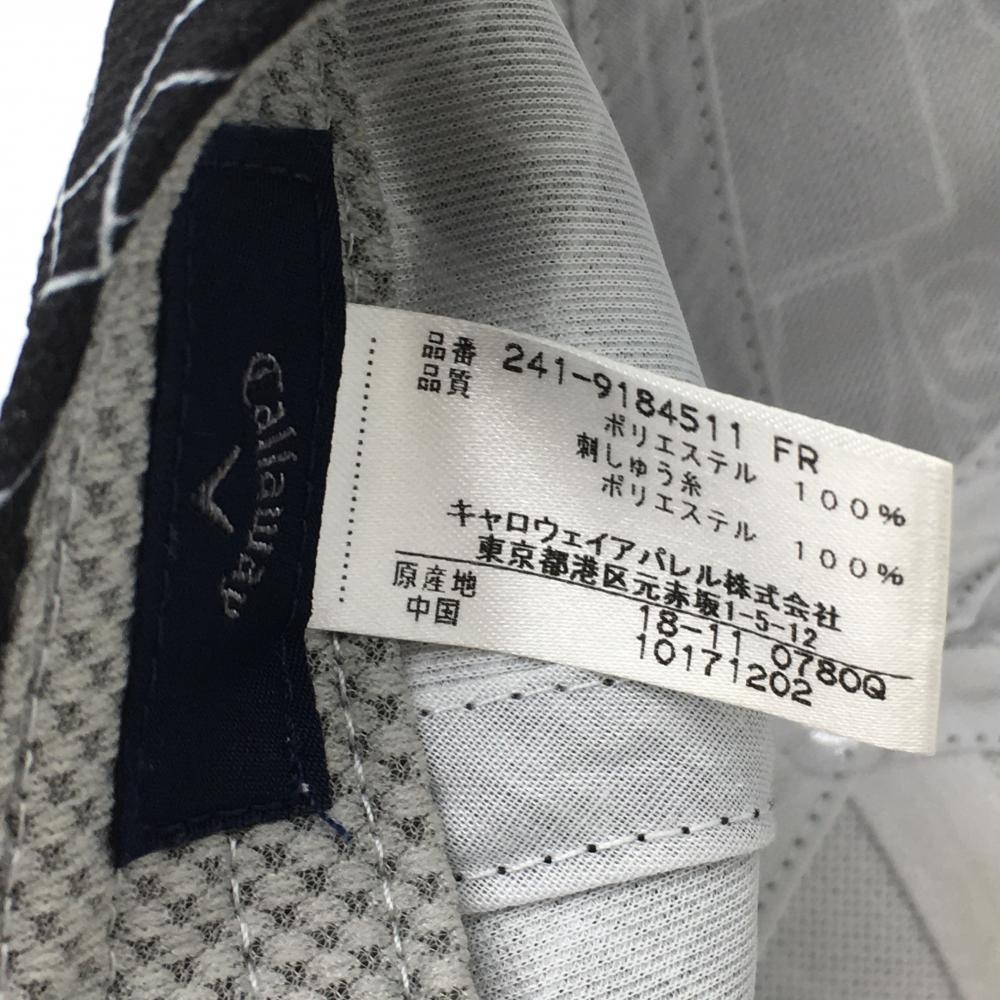 Callaway
品番 241-9184511 FR
品質
ポリエステル 100%
刺しゅう糸
ポリエステル 100%
キャロウェイアパレル株式会社
東京都港区元赤坂1-5-12
原産地 18-11 0780Q
中国 10171202